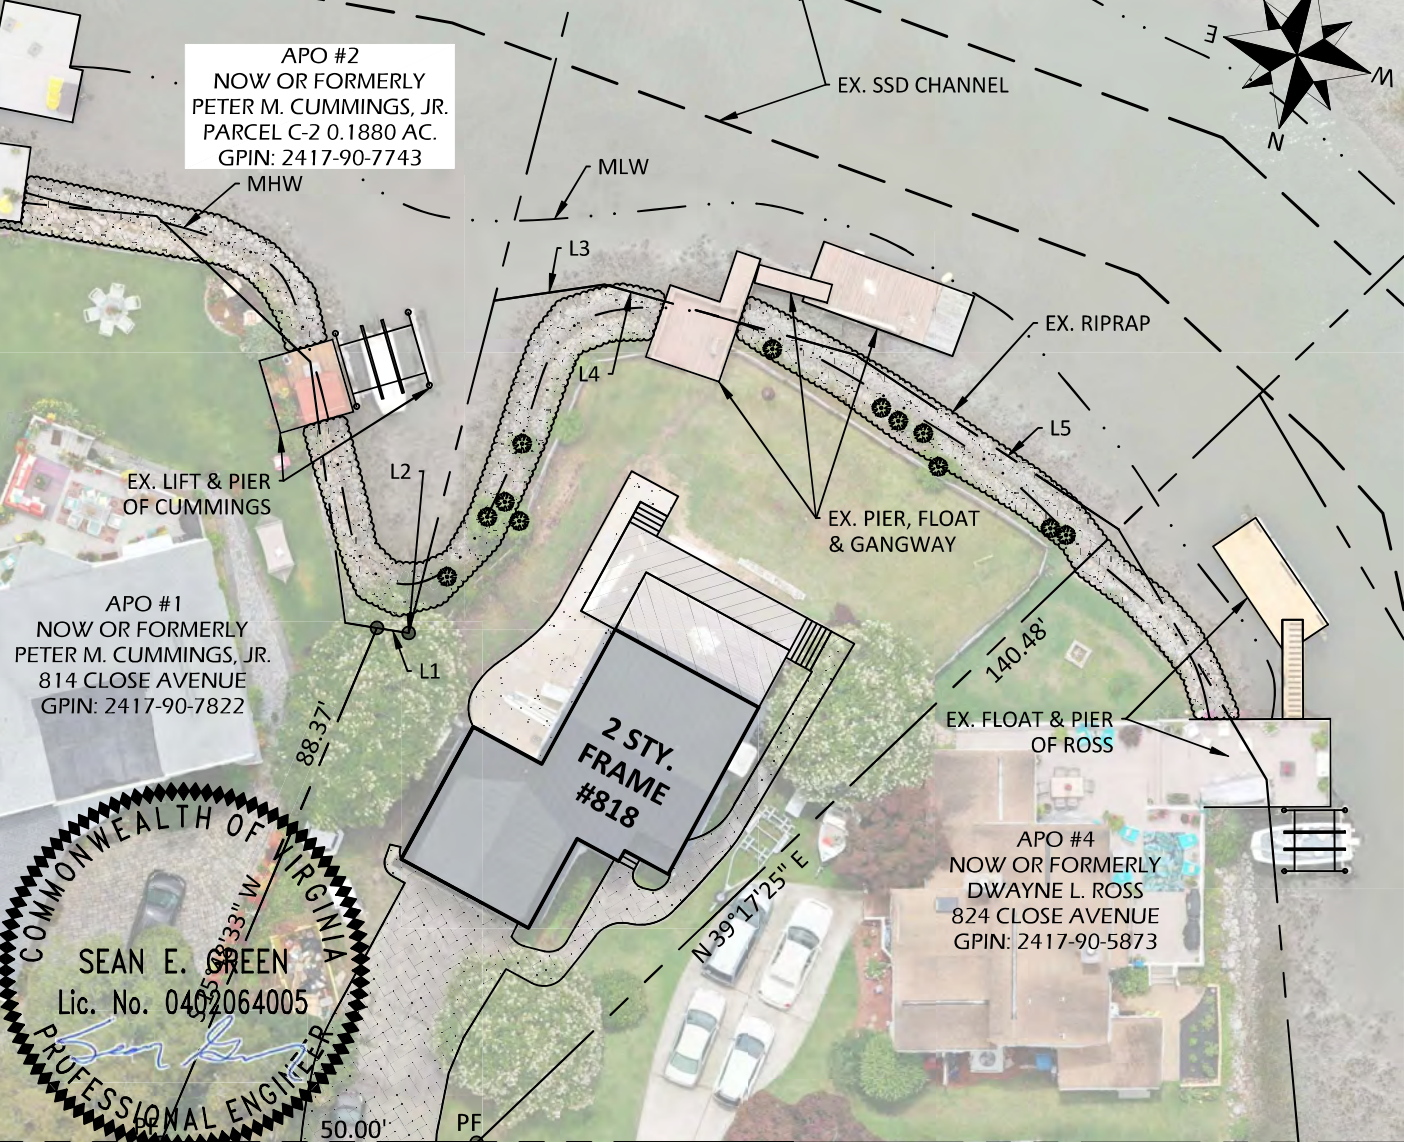 APO #2
NOW OR FORMERLY
PETER M. CUMMINGS, JR.
PARCEL C-2 0.1880 AC.
GPIN: 2417-90-7743
EX. SSD CHANNEL
E
W
N
MHW
MLW
L3
EX. RIPRAP
L4
L5
L2
EX. LIFT & PIER
OF CUMMINGS
EX. PIER, FLOAT
& GANGWAY
APO #1
NOW OR FORMERLY
PETER M. CUMMINGS, JR.
814 CLOSE AVENUE
GPIN: 2417-90-7822
L1
88.37'
140.48'
2 STY.
FRAME
#818
EX. FLOAT & PIER
OF ROSS
APO #4
NOW OR FORMERLY
DWAYNE L. ROSS
824 CLOSE AVENUE
GPIN: 2417-90-5873
N 39°17'25" E
COMMONWEALTH OF VIRGINIA
SEAN E. GREEN
Lic. No. 0402064005
PROFESSIONAL ENGINEER
PF
50.00'
PF